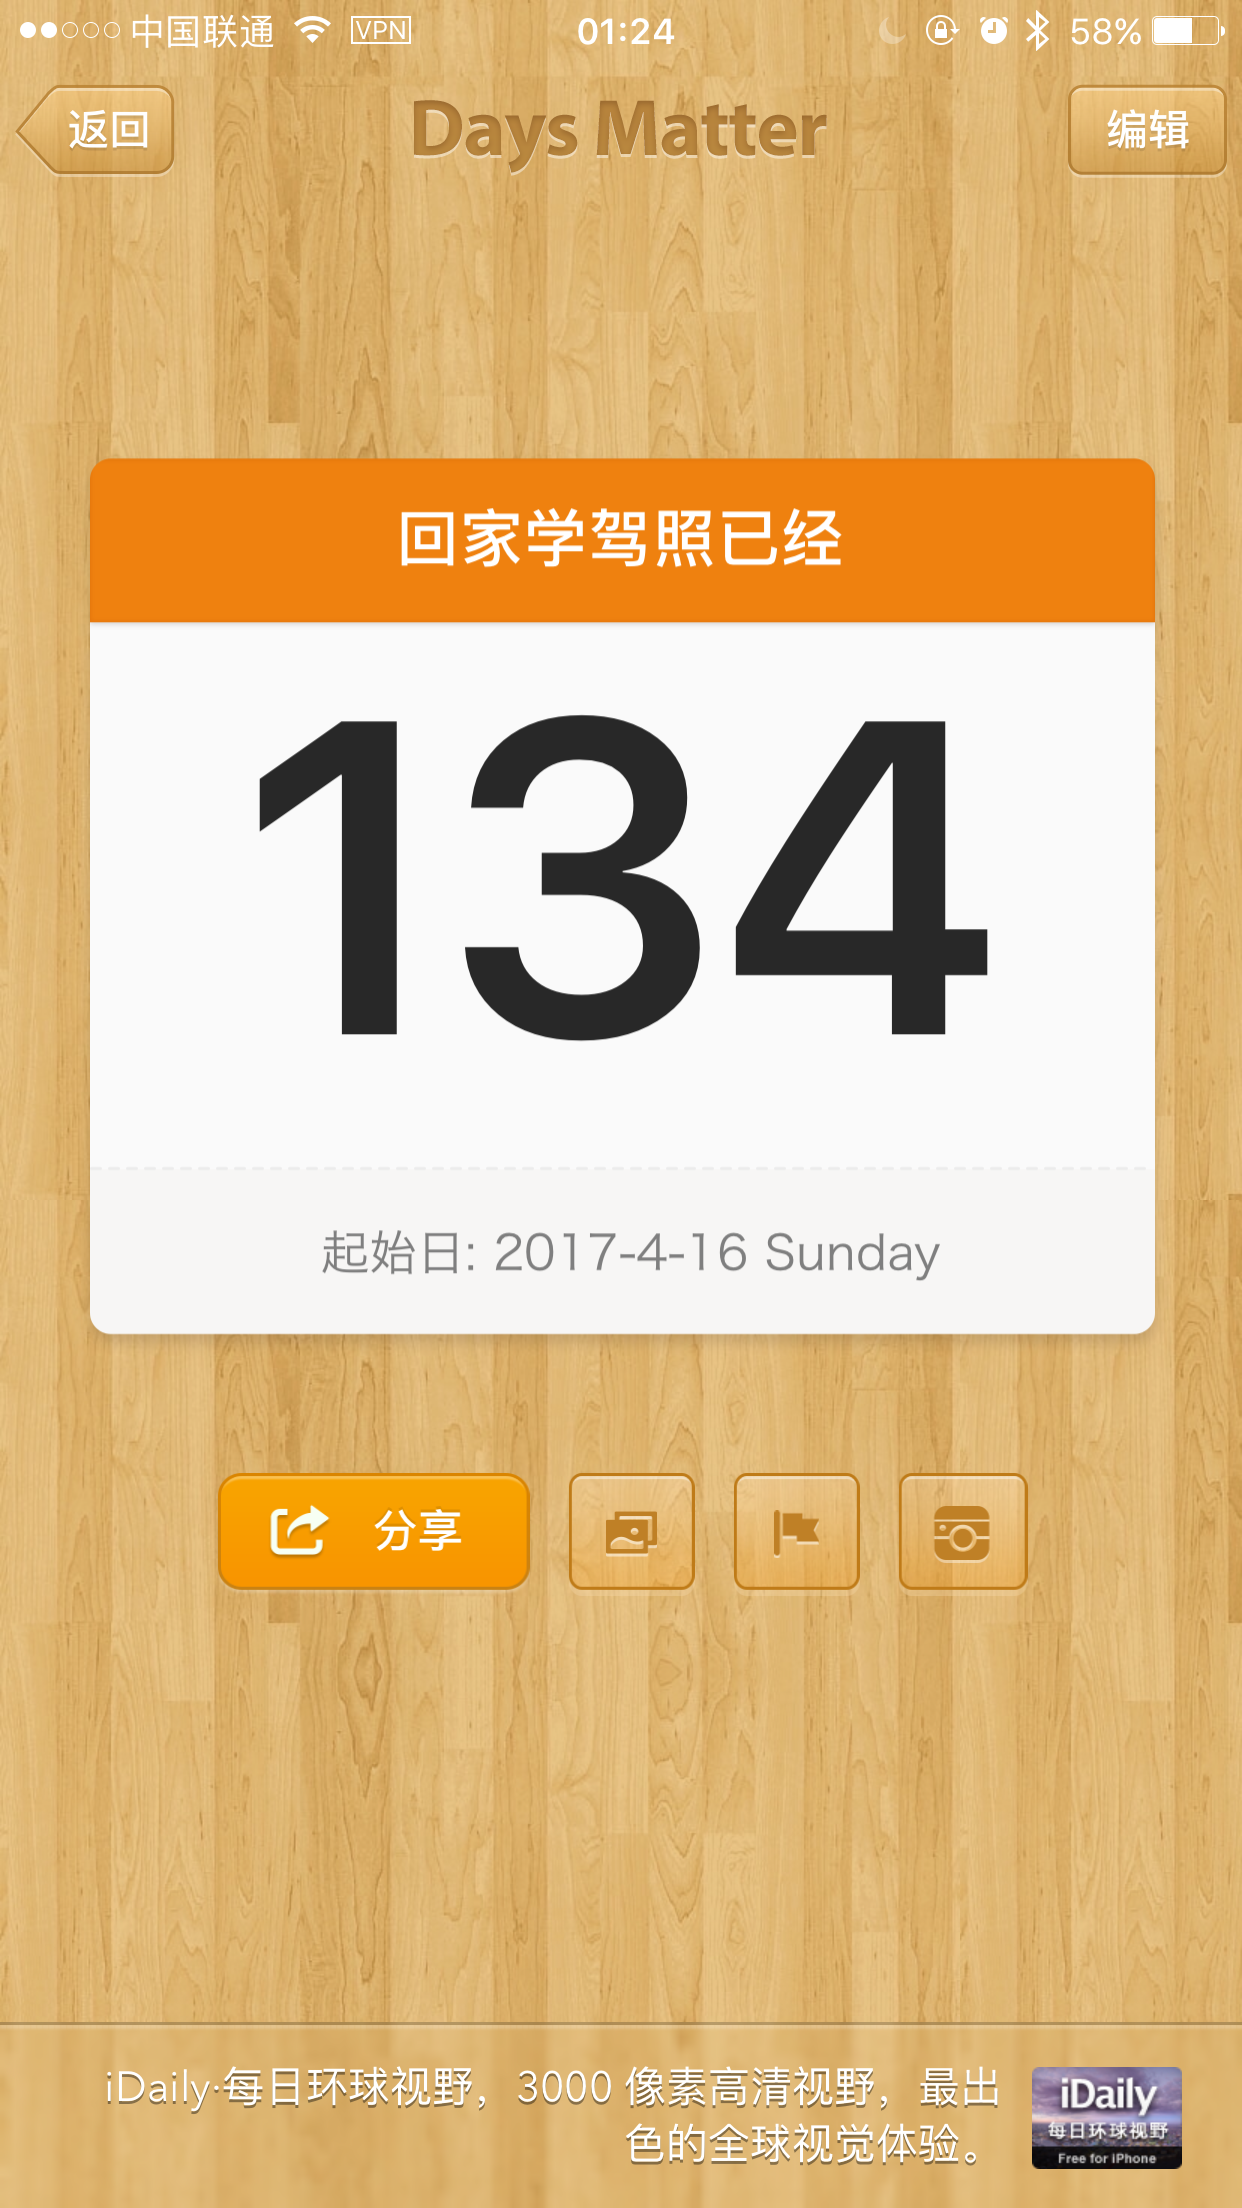 中国联通 VPN 01:24 58%
返回 Days Matter 编辑
回家学驾照已经
134
起始日: 2017-4-16 Sunday
分享
iDaily·每日环球视野，3000 像素高清视野，最出
色的全球视觉体验。
iDaily
每日环球视野
Free for iPhone